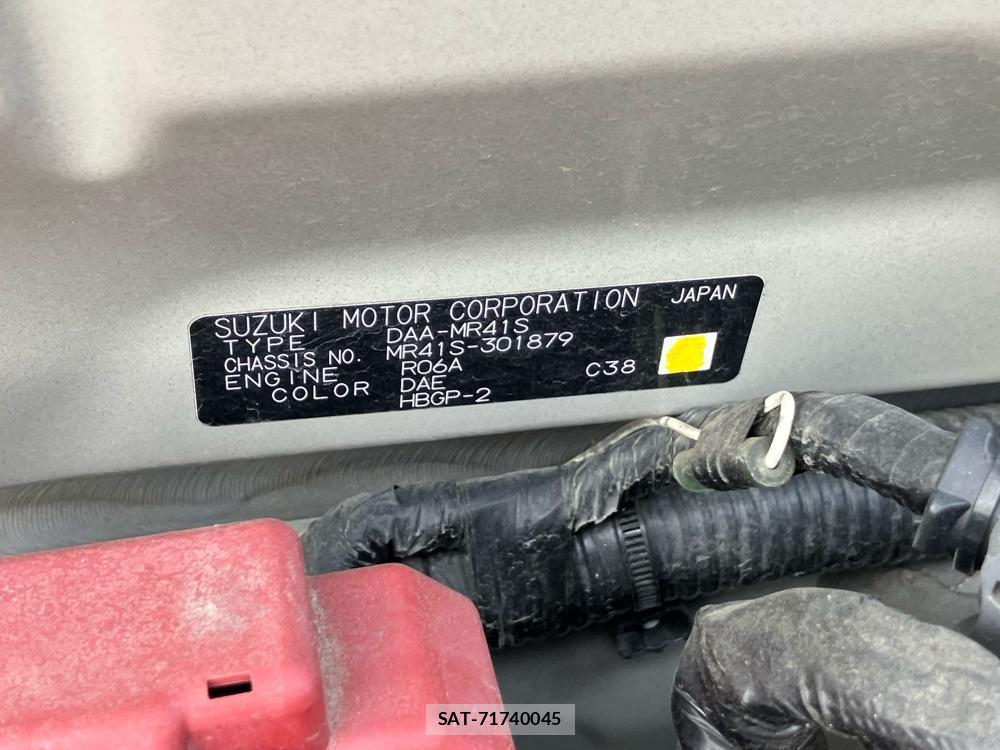 SUZUKI MOTOR CORPORATION JAPAN
TYPE DAA-MR41S
CHASSIS NO. MR41S-301879
ENGINE R06A C38
COLOR DAE
HBGP-2
SAT-71740045